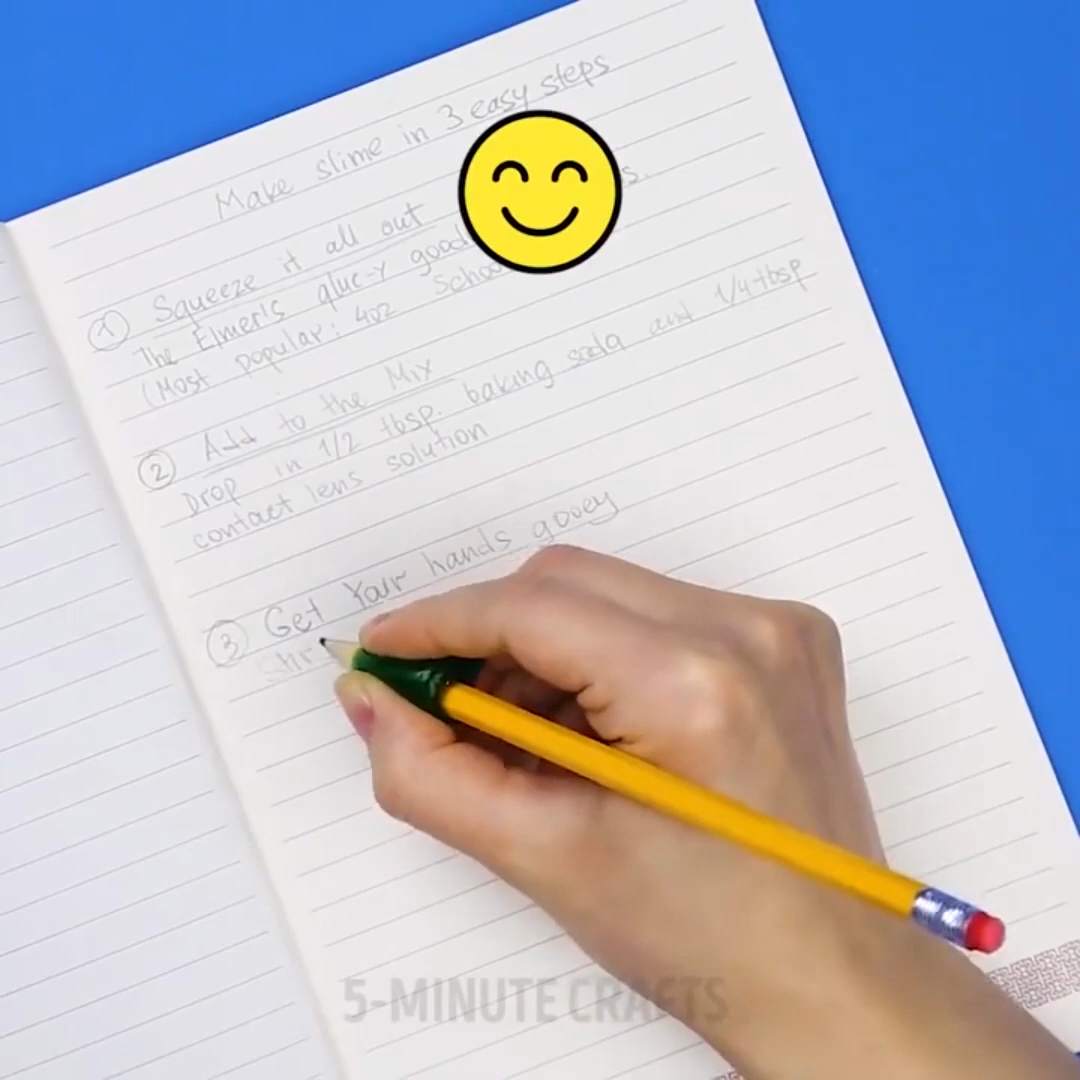 Make slime in 3 easy steps
① Squeeze it all out
The Elmer's glue-y good
(Most popular: 4oz School
② Add to the Mix
Drop in 1/2 tbsp. baking soda and 1/4 tbsp
contact lens solution
③ Get Your hands gooey
5-MINUTE CRAFTS